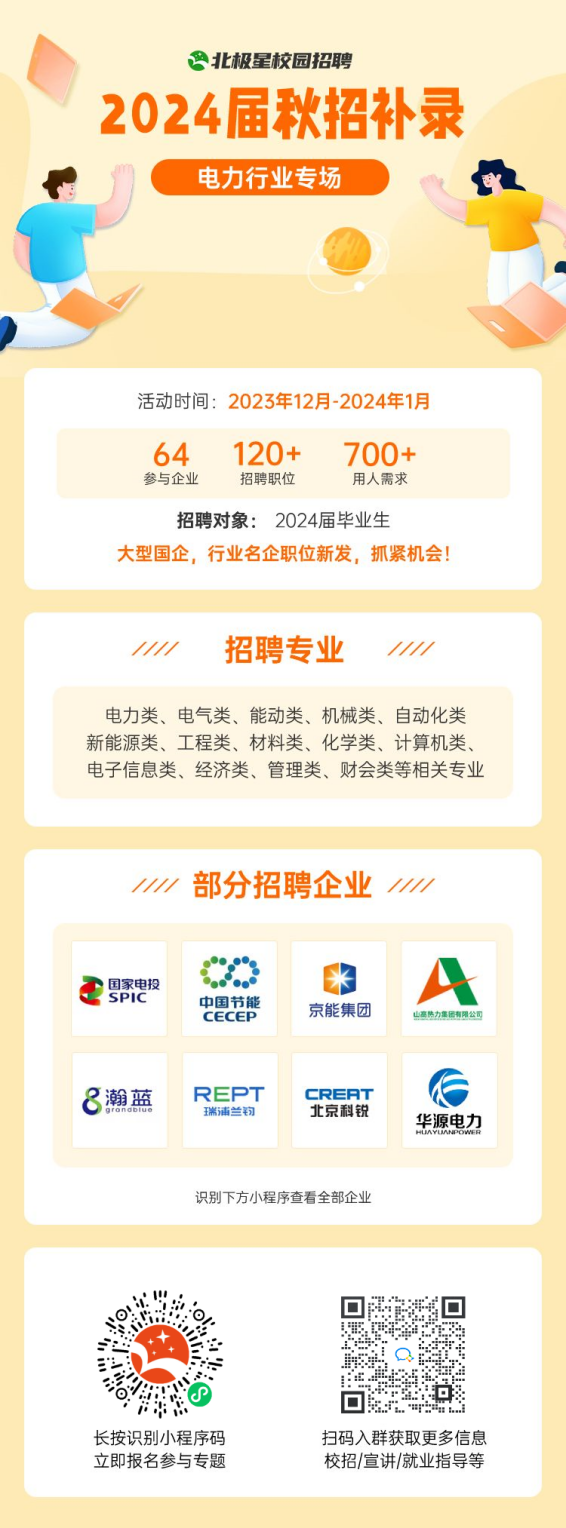 北极星校园招聘
2024届秋招补录
电力行业专场
活动时间：2023年12月-2024年1月
64 120+ 700+
参与企业 招聘职位 用人需求
招聘对象： 2024届毕业生
大型国企，行业名企职位新发，抓紧机会！
//// 招聘专业 ////
电力类、电气类、能动类、机械类、自动化类
新能源类、工程类、材料类、化学类、计算机类、
电子信息类、经济类、管理类、财会类等相关专业
//// 部分招聘企业 ////
国家电投
SPIC
中国节能
CECEP
京能集团
山高热力集团有限公司
瀚蓝
grandblue
REPT
瑞浦兰钧
CREAT
北京科锐
华源电力
HUAYUANPOWER
识别下方小程序查看全部企业
长按识别小程序码
立即报名参与专题
扫码入群获取更多信息
校招/宣讲/就业指导等